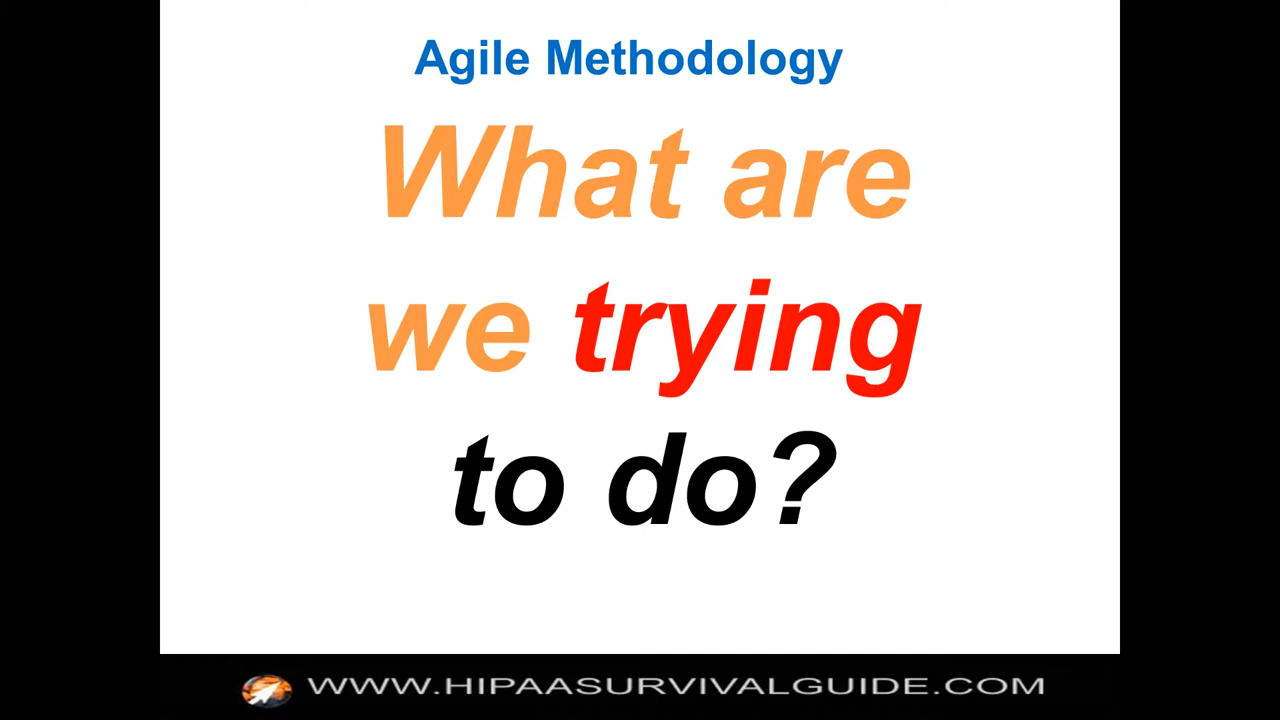 Agile Methodology
What are
we trying
to do?
WWW.HIPAASURVIVALGUIDE.COM